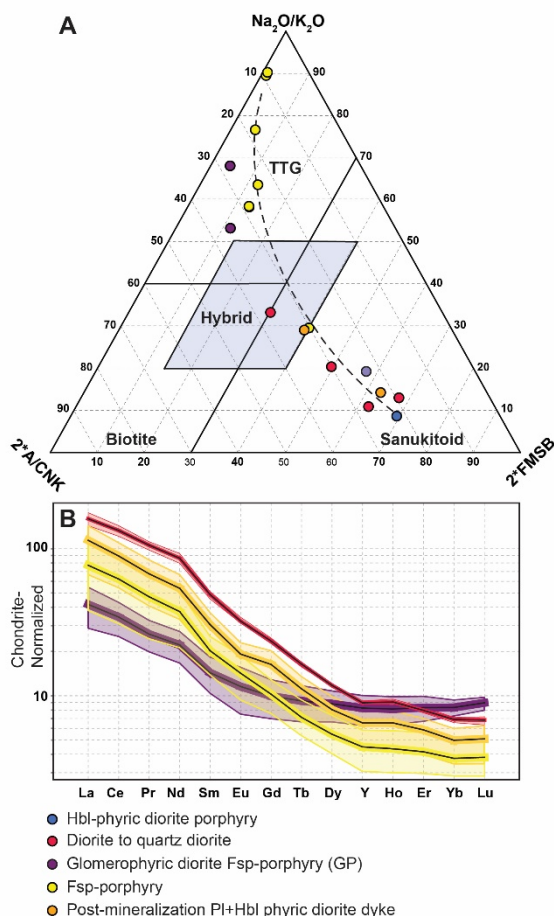 A
Na₂O/K₂O
10
90
20
80
30
TTG
70
40
60
50
50
60
40
Hybrid
70
30
80
20
90
Biotite
Sanukitoid
10
2*A/CNK
10 20 30 40 50 60 70 80 90
2*FMSB
B
100
10
Chondrite-
Normalized
La Ce Pr Nd Sm Eu Gd Tb Dy Y Ho Er Yb Lu
Hbl-phyric diorite porphyry
Diorite to quartz diorite
Glomerophyric diorite Fsp-porphyry (GP)
Fsp-porphyry
Post-mineralization Pl+Hbl phyric diorite dyke